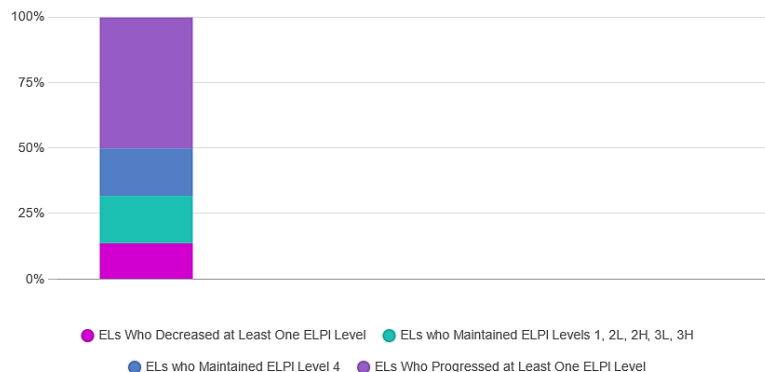 100%
75%
50%
25%
0%
ELs Who Decreased at Least One ELPI Level ELs who Maintained ELPI Levels 1, 2L, 2H, 3L, 3H
ELs who Maintained ELPI Level 4 ELs Who Progressed at Least One ELPI Level